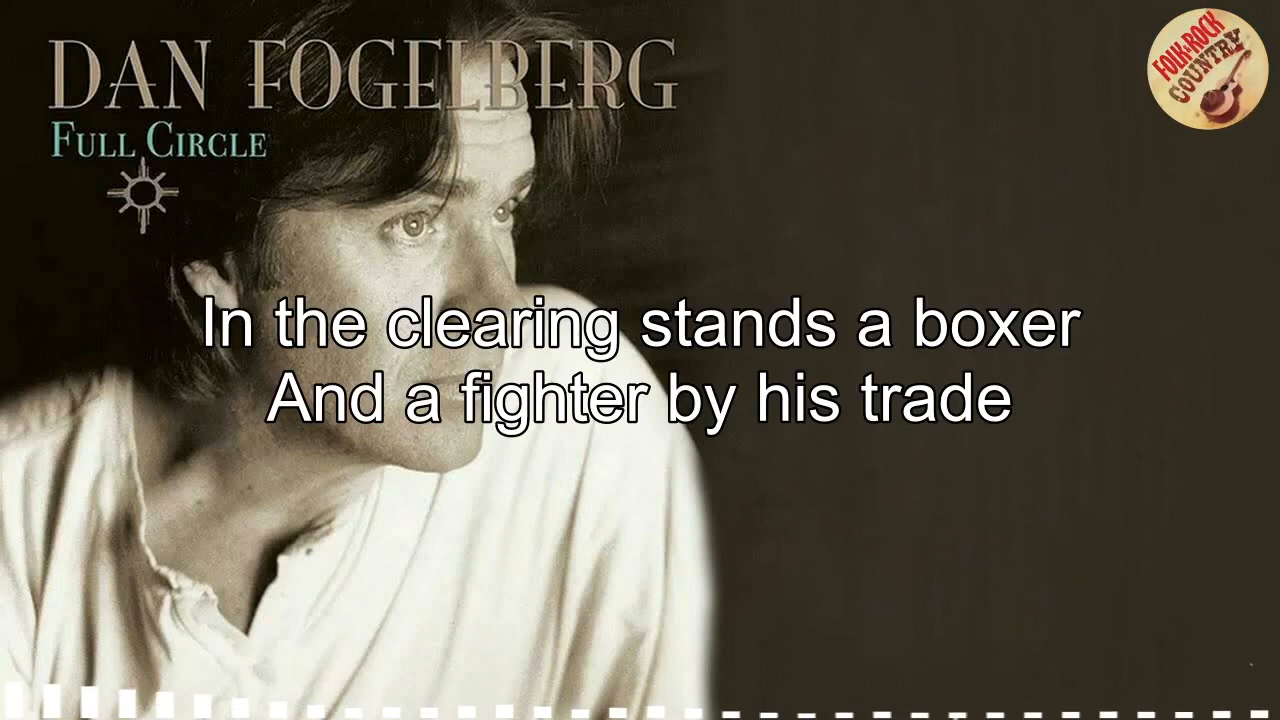 DAN FOGELBERG
FULL CIRCLE
FOLK&ROCK
COUNTRY
In the clearing stands a boxer
And a fighter by his trade